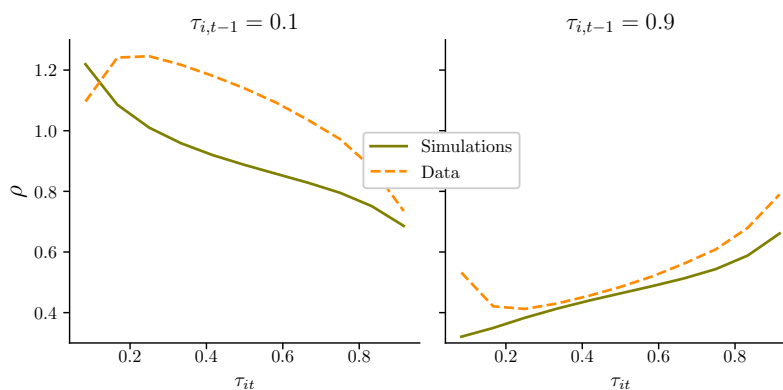 τ_{i,t−1} = 0.1
τ_{i,t−1} = 0.9
ρ
1.2
1.0
0.8
0.6
0.4
Simulations
Data
0.2 0.4 0.6 0.8
0.2 0.4 0.6 0.8
τ_{it}
τ_{it}